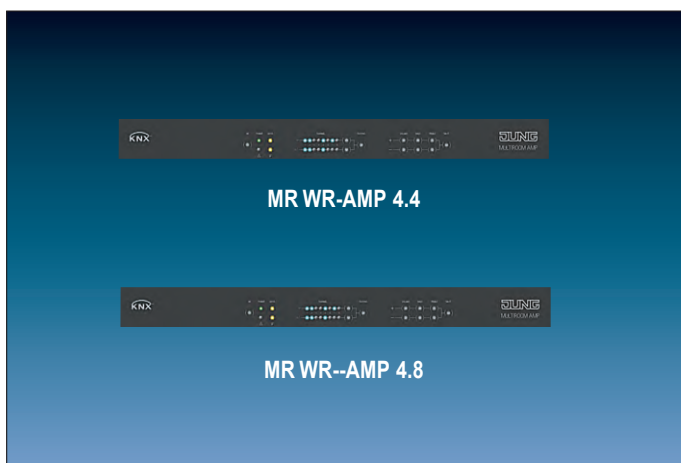 KNX
JUNG
MULTIROOM AMP
MR WR-AMP 4.4
KNX
JUNG
MULTIROOM AMP
MR WR--AMP 4.8